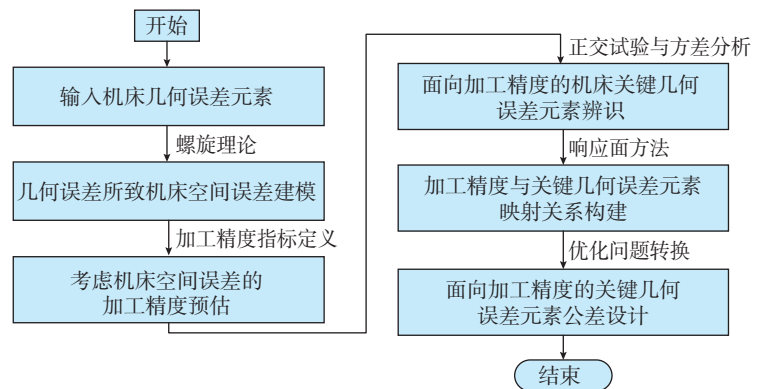 开始
输入机床几何误差元素
螺旋理论
几何误差所致机床空间误差建模
加工精度指标定义
考虑机床空间误差的
加工精度预估
正交试验与方差分析
面向加工精度的机床关键几何
误差元素辨识
响应面方法
加工精度与关键几何误差元素
映射关系构建
优化问题转换
面向加工精度的关键几何
误差元素公差设计
结束